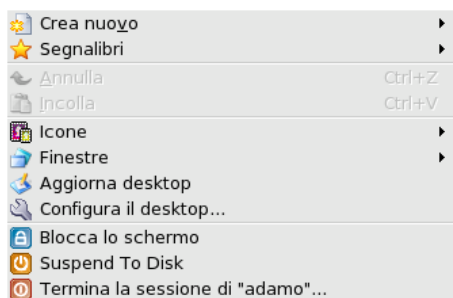 Crea nuovo
Segnalibri
Annulla Ctrl+Z
Incolla Ctrl+V
Icone
Finestre
Aggiorna desktop
Configura il desktop...
Blocca lo schermo
Suspend To Disk
Termina la sessione di "adamo"...